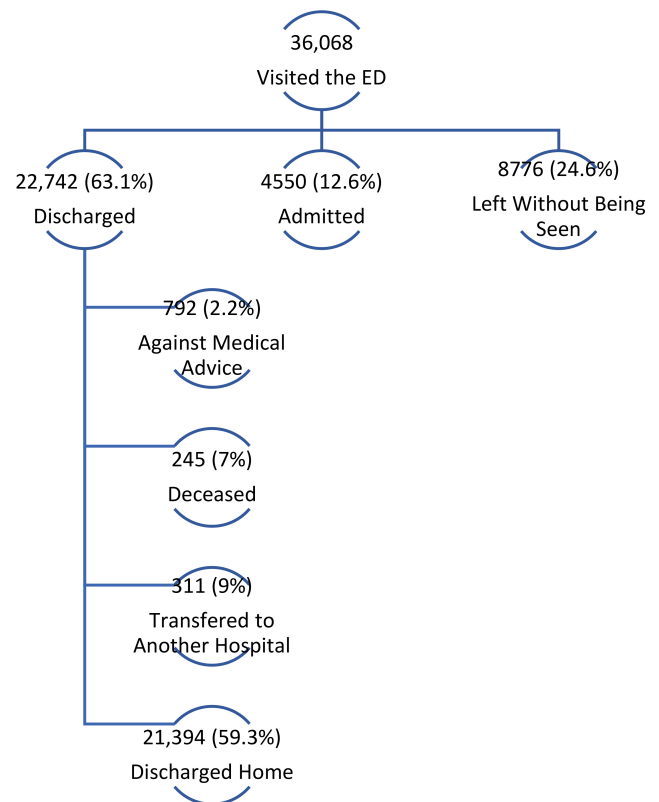 36,068
Visited the ED
22,742 (63.1%)
Discharged
4550 (12.6%)
Admitted
8776 (24.6%)
Left Without Being
Seen
792 (2.2%)
Against Medical
Advice
245 (7%)
Deceased
311 (9%)
Transfered to
Another Hospital
21,394 (59.3%)
Discharged Home